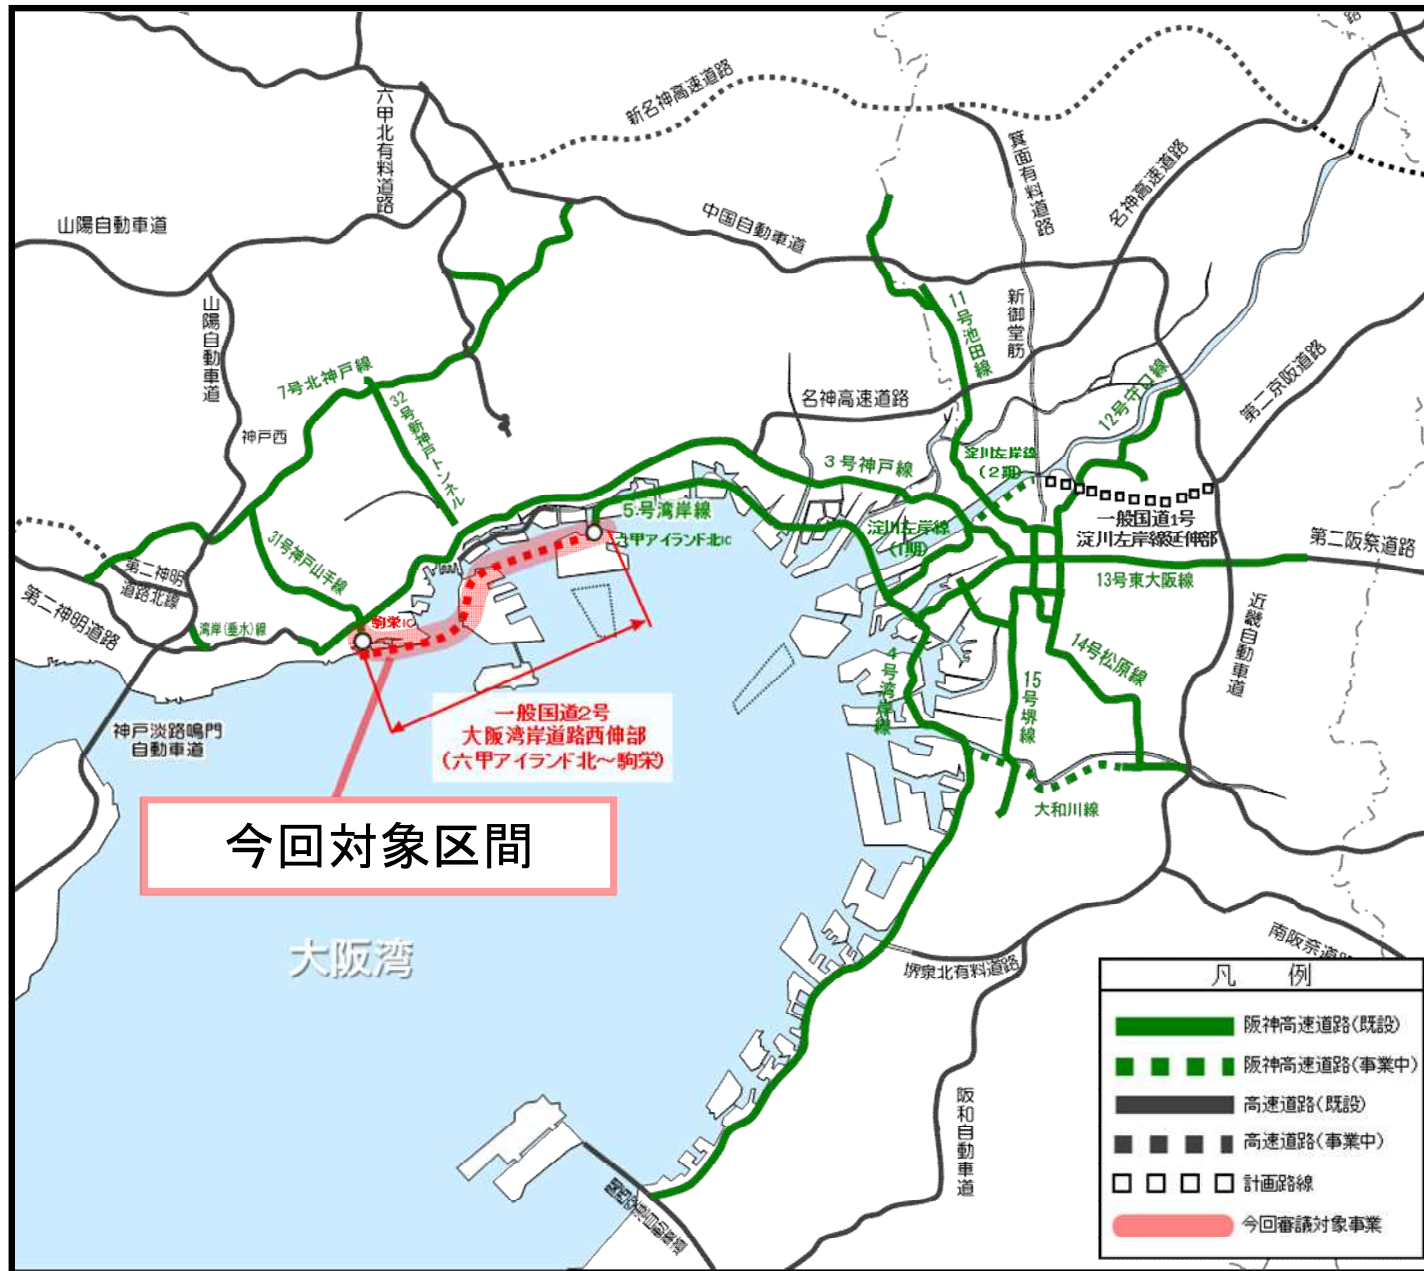 新名神高速道路
六甲北有料道路
箕面有料道路
名神高速道路
山陽自動車道
中国自動車道
山陽自動車道
11号池田線
新御堂筋
7号北神戸線
32号新神戸トンネル
名神高速道路
12号守口線
第二京阪道路
神戸西
3号神戸線
淀川左岸線
(2期)
5号湾岸線
六甲アイランド北IC
淀川左岸線
(1期)
一般国道1号
淀川左岸線延伸部
第二阪奈道路
13号東大阪線
31号神戸山手線
第二神明
道路北線
第二神明道路
湾岸(垂水)線
駒栄IC
近畿自動車道
14号松原線
4号湾岸線
15号堺線
神戸淡路鳴門
自動車道
一般国道2号
大阪湾岸道路西伸部
(六甲アイランド北～駒栄)
大和川線
今回対象区間
大阪湾
堺泉北有料道路
南阪奈道
阪和自動車道
凡例
阪神高速道路(既設)
阪神高速道路(事業中)
高速道路(既設)
高速道路(事業中)
計画路線
今回審議対象事業